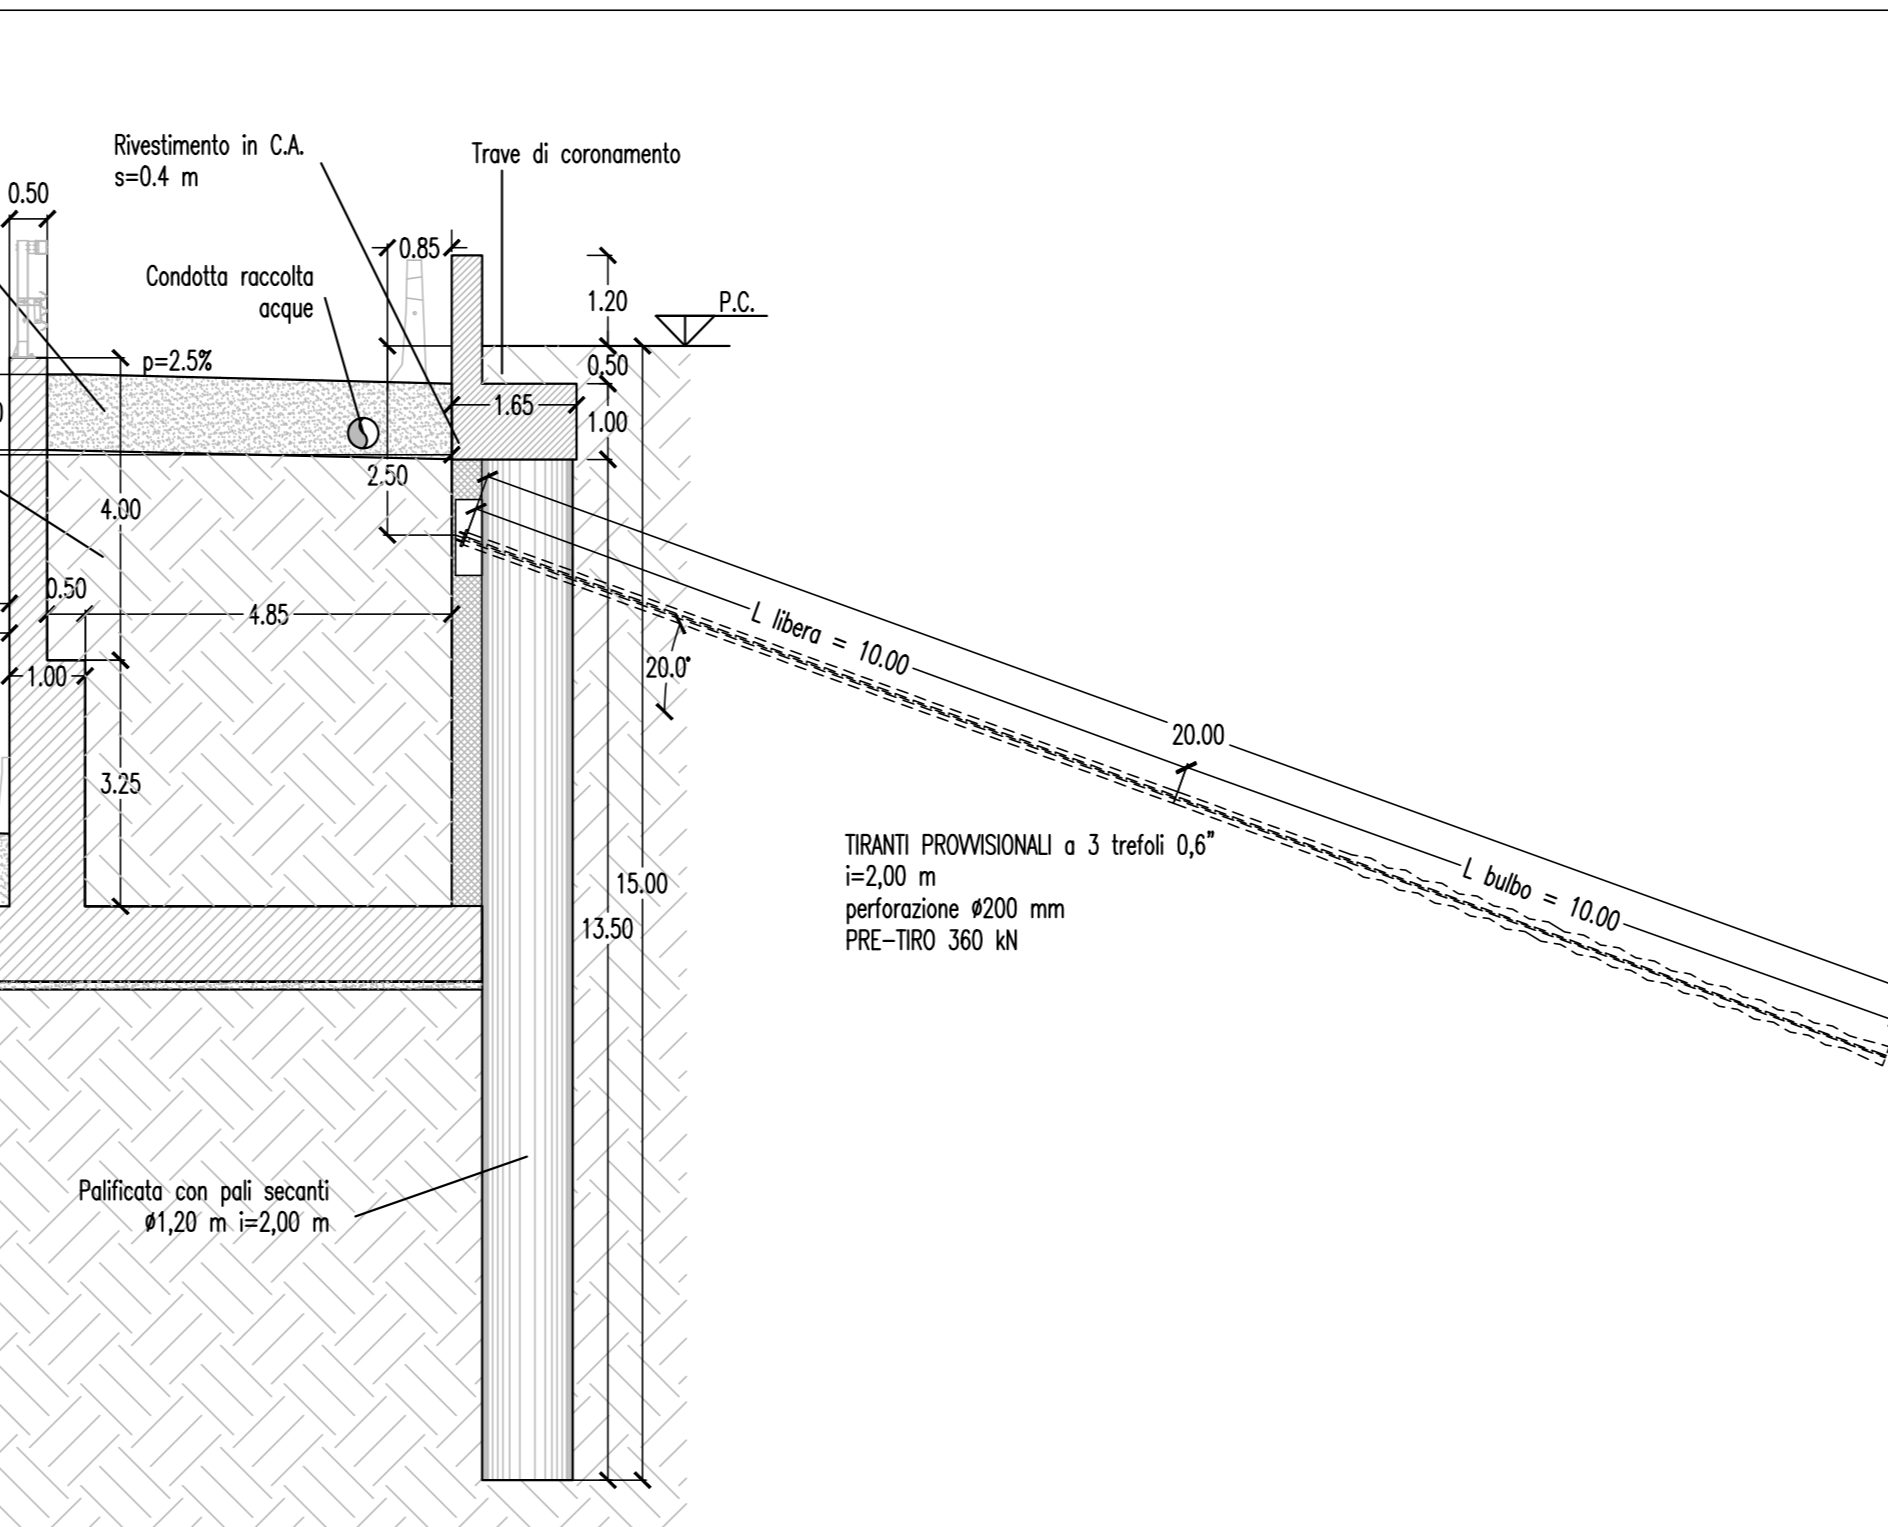 Rivestimento in C.A.
s=0.4 m
Trave di coronamento
0.50
0.85
Condotta raccolta
acque
1.20
P.C.
p=2.5%
0.50
1.65
1.00
2.50
4.00
0.50
4.85
L libera = 10.00
20.0°
1.00
20.00
3.25
TIRANTI PROVVISIONALI a 3 trefoli 0,6”
i=2,00 m
perforazione ø200 mm
PRE-TIRO 360 kN
15.00
L bulbo = 10.00
13.50
Palificata con pali secanti
ø1,20 m i=2,00 m